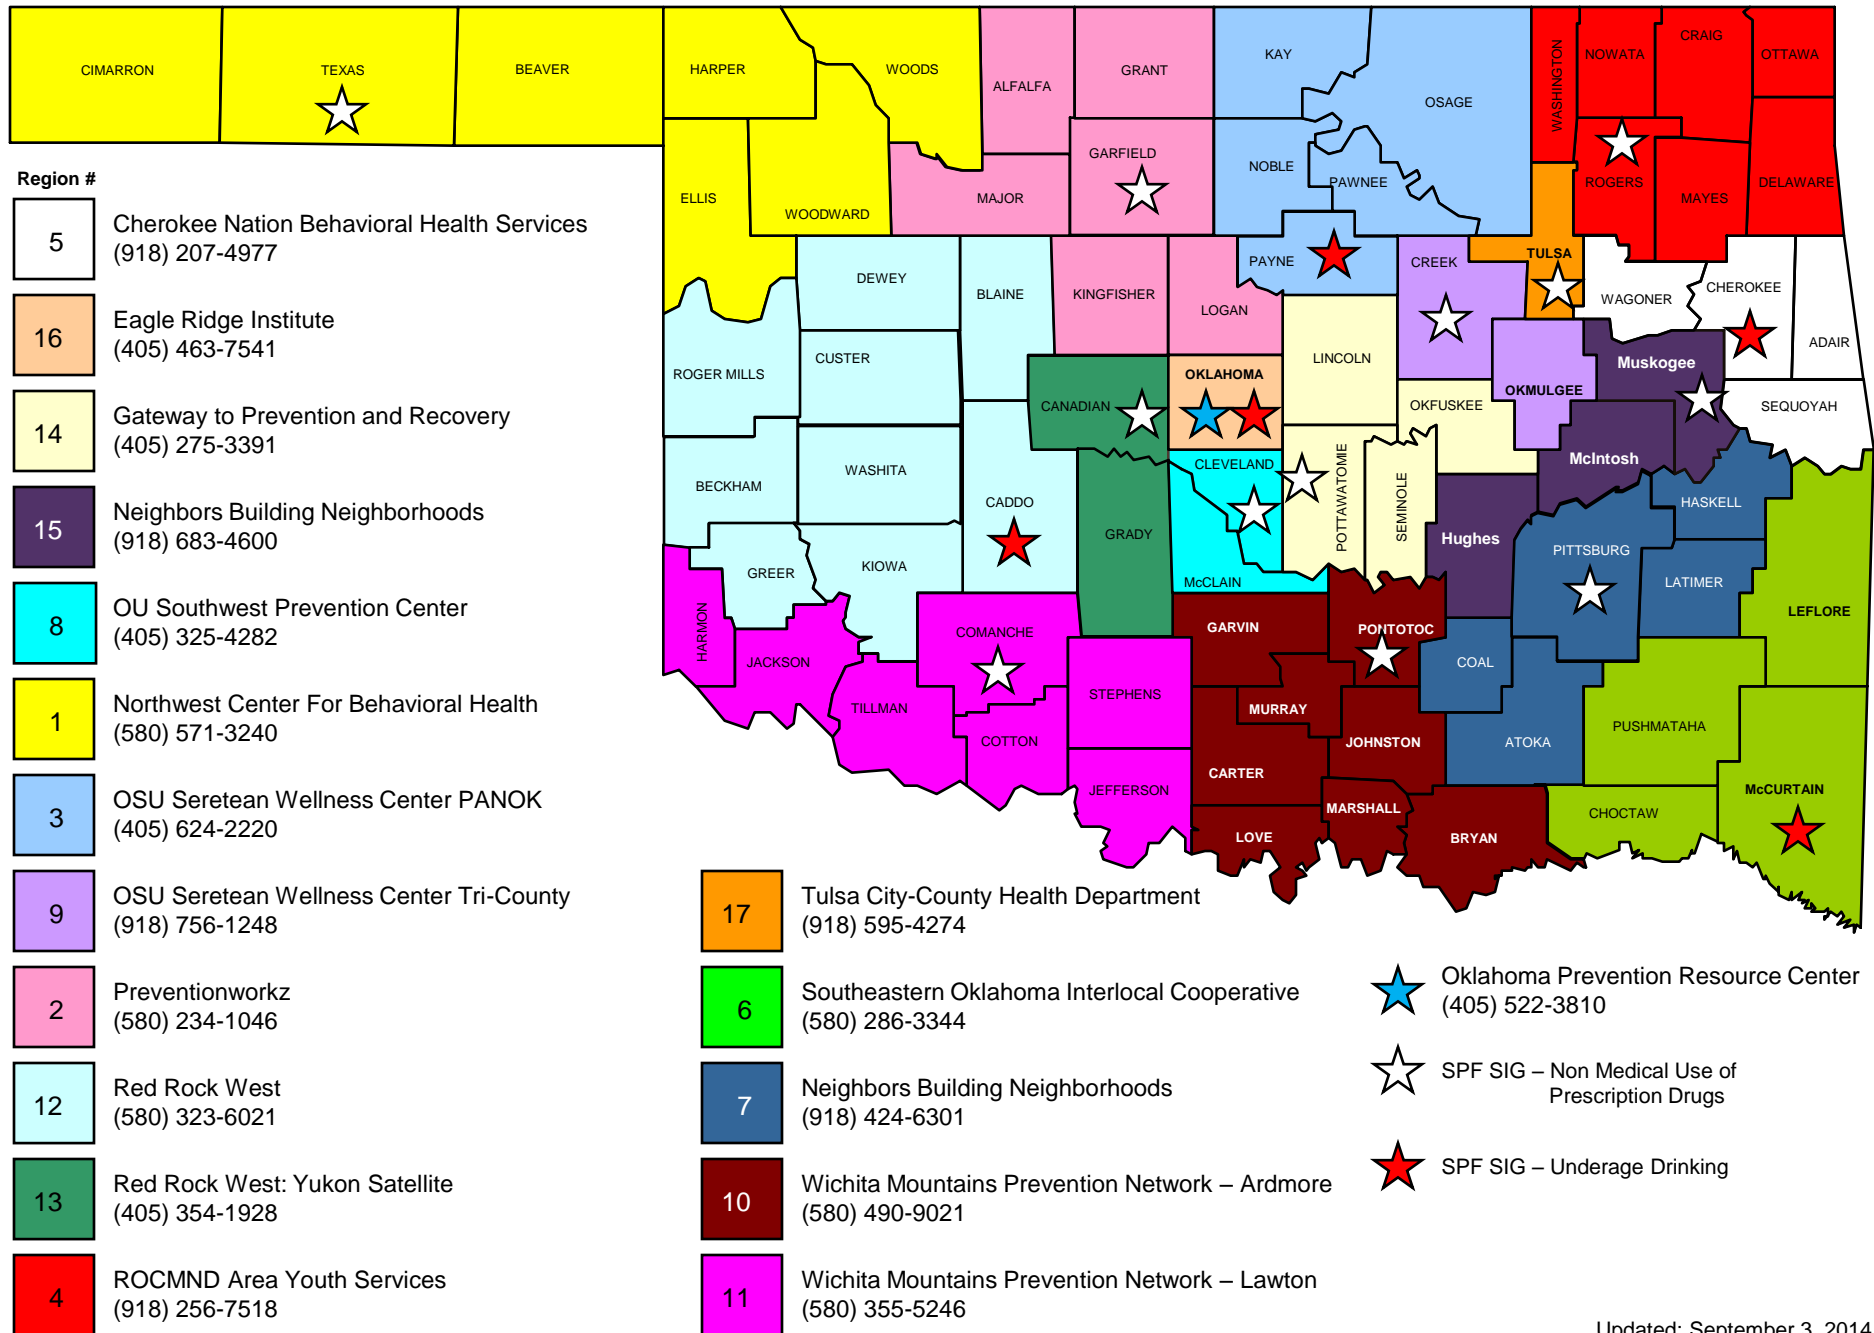 CIMARRON
TEXAS
BEAVER
HARPER
WOODS
ALFALFA
GRANT
KAY
OSAGE
WASHINGTON
NOWATA
CRAIG
OTTAWA
ELLIS
WOODWARD
MAJOR
GARFIELD
NOBLE
PAWNEE
ROGERS
MAYES
DELAWARE
DEWEY
BLAINE
KINGFISHER
LOGAN
PAYNE
CREEK
TULSA
WAGONER
CHEROKEE
ADAIR
ROGER MILLS
CUSTER
CANADIAN
OKLAHOMA
LINCOLN
OKFUSKEE
OKMULGEE
Muskogee
SEQUOYAH
BECKHAM
WASHITA
CADDO
GRADY
CLEVELAND
POTTAWATOMIE
SEMINOLE
Hughes
McIntosh
HASKELL
PITTSBURG
LATIMER
LEFLORE
GREER
KIOWA
McCLAIN
HARMON
JACKSON
COMANCHE
GARVIN
PONTOTOC
COAL
TILLMAN
STEPHENS
MURRAY
COTTON
JOHNSTON
ATOKA
PUSHMATAHA
JEFFERSON
CARTER
MARSHALL
LOVE
BRYAN
CHOCTAW
McCURTAIN
Region #
5
Cherokee Nation Behavioral Health Services
(918) 207-4977
16
Eagle Ridge Institute
(405) 463-7541
14
Gateway to Prevention and Recovery
(405) 275-3391
15
Neighbors Building Neighborhoods
(918) 683-4600
8
OU Southwest Prevention Center
(405) 325-4282
1
Northwest Center For Behavioral Health
(580) 571-3240
3
OSU Seretean Wellness Center PANOK
(405) 624-2220
9
OSU Seretean Wellness Center Tri-County
(918) 756-1248
2
Preventionworkz
(580) 234-1046
12
Red Rock West
(580) 323-6021
13
Red Rock West: Yukon Satellite
(405) 354-1928
4
ROCMND Area Youth Services
(918) 256-7518
17
Tulsa City-County Health Department
(918) 595-4274
6
Southeastern Oklahoma Interlocal Cooperative
(580) 286-3344
7
Neighbors Building Neighborhoods
(918) 424-6301
10
Wichita Mountains Prevention Network – Ardmore
(580) 490-9021
11
Wichita Mountains Prevention Network – Lawton
(580) 355-5246
Oklahoma Prevention Resource Center
(405) 522-3810
SPF SIG – Non Medical Use of
Prescription Drugs
SPF SIG – Underage Drinking
Updated: September 3, 2014